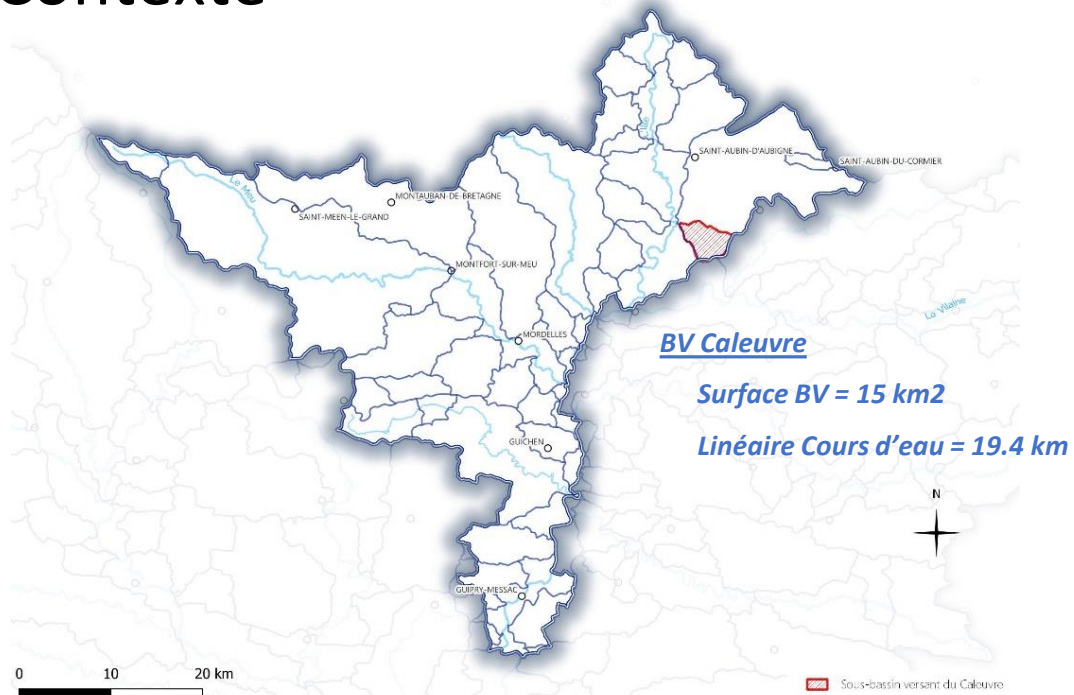 Contexte
L'Ille
SAINT-AUBIN-D'AUBIGNE
SAINT-AUBIN-DU-CORMIER
Le Meu
MONTAUBAN-DE-BRETAGNE
SAINT-MEEN-LE-GRAND
MONTFORT-SUR-MEU
La Vilaine
MORDELLES
BV Caleuvre
Surface BV = 15 km2
Linéaire Cours d'eau = 19.4 km
GUICHEN
N
GUIPRY-MESSAC
0 10 20 km
Sous-bassin versant du Caleuvre